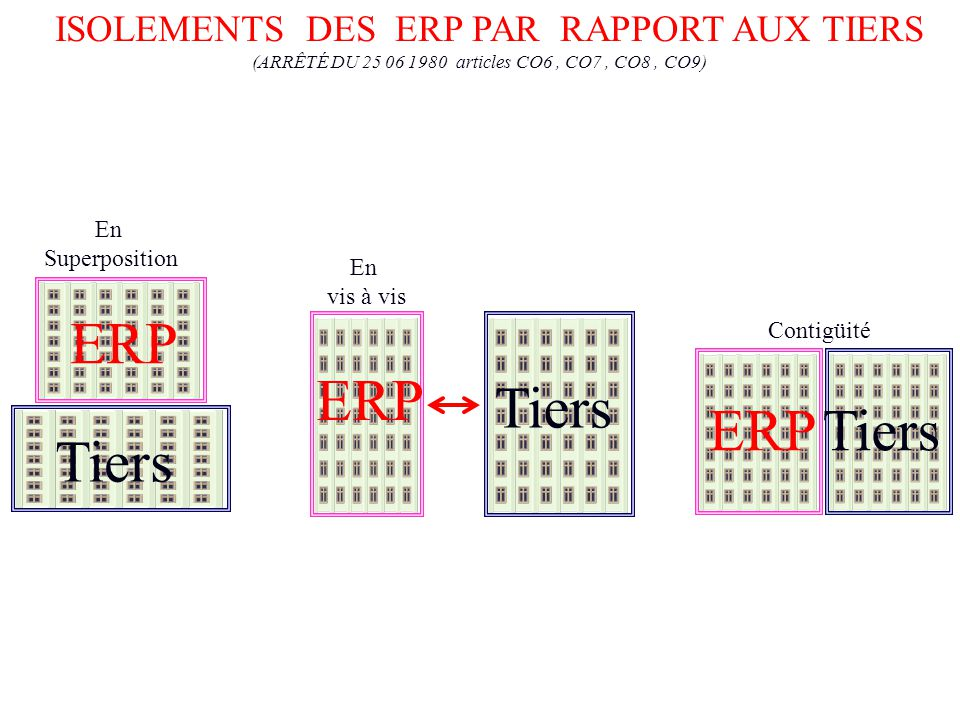 ISOLEMENTS DES ERP PAR RAPPORT AUX TIERS
(ARRÊTÉ DU 25 06 1980 articles CO6 , CO7 , CO8 , CO9)
En
Superposition
ERP
Tiers
En
vis à vis
ERP
Tiers
Contigüité
ERP
Tiers